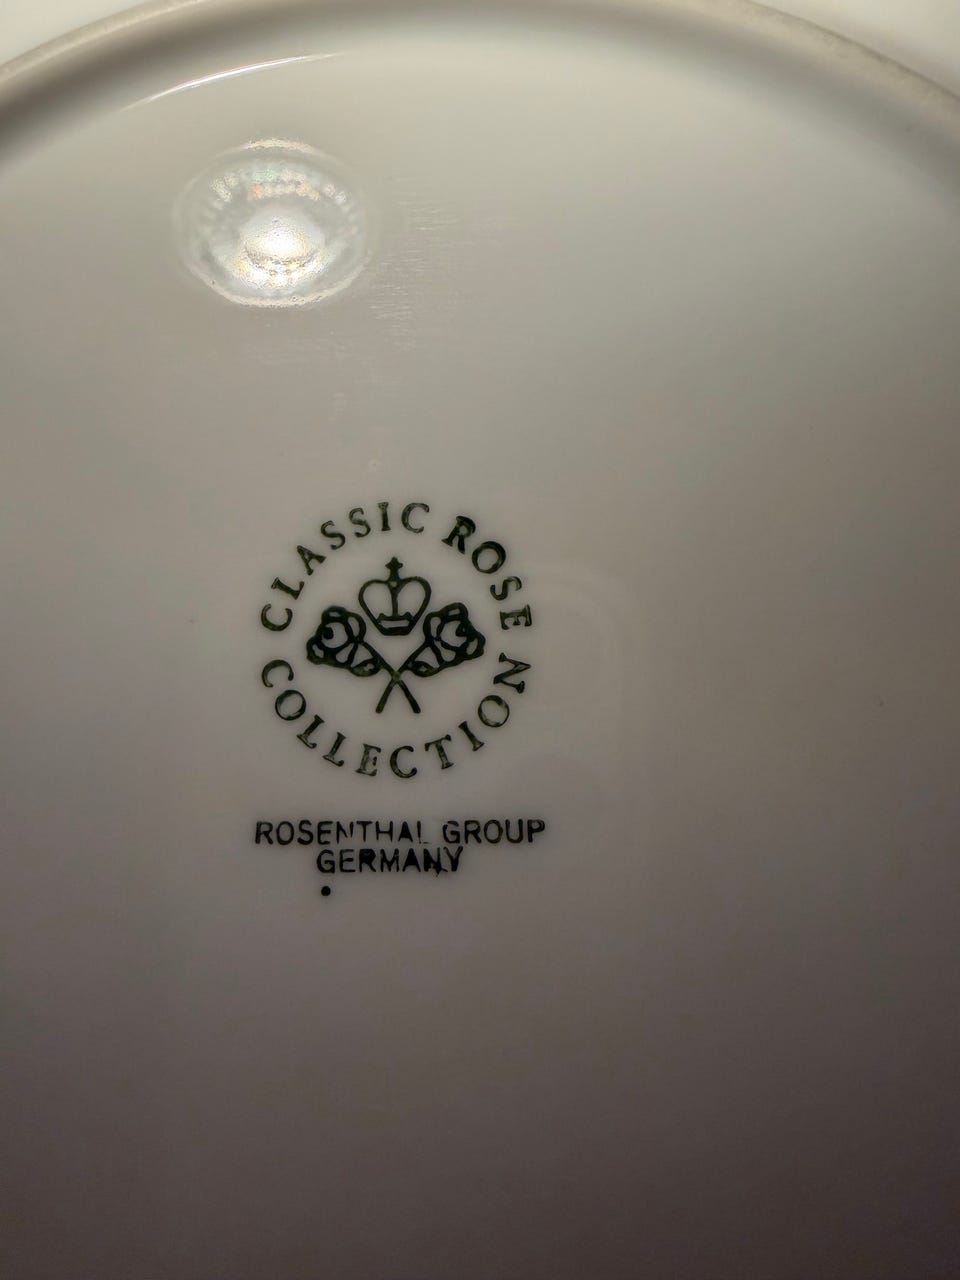 CLASSIC ROSE
COLLECTION
ROSENTHAL GROUP
GERMANY